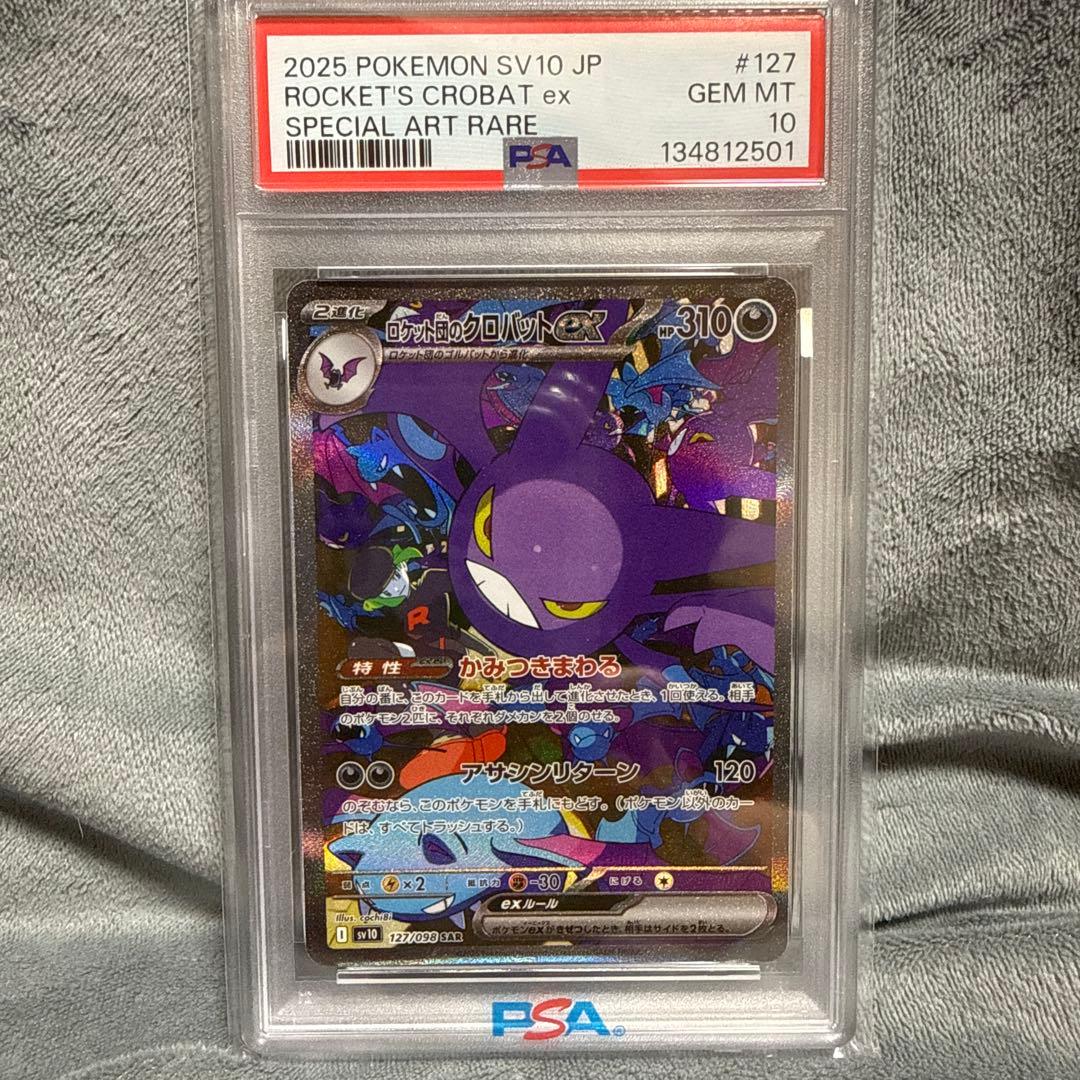 2025 POKEMON SV10 JP #127
ROCKET'S CROBAT ex GEM MT
SPECIAL ART RARE 10
PSA 134812501
2進化 ロケット団のクロバットex HP310
ロケット団のゴルバットから進化
R
特性 かみつきまわる
自分の番に、このカードを手札から出して進化させたとき、1回使える。相手
のポケモン2匹に、それぞれダメカンを2個のせる。
アサシンリターン 120
のぞむなら、このポケモンを手札にもどす。(ポケモン以外のカー
ドは、すべてトラッシュする。)
弱点 ×2 抵抗力 -30 にげる
exルール
ポケモンexがきぜつしたとき、相手はサイドを2枚とる。
Illus. cochi8i
I sv10 127/098 SAR
PSA®